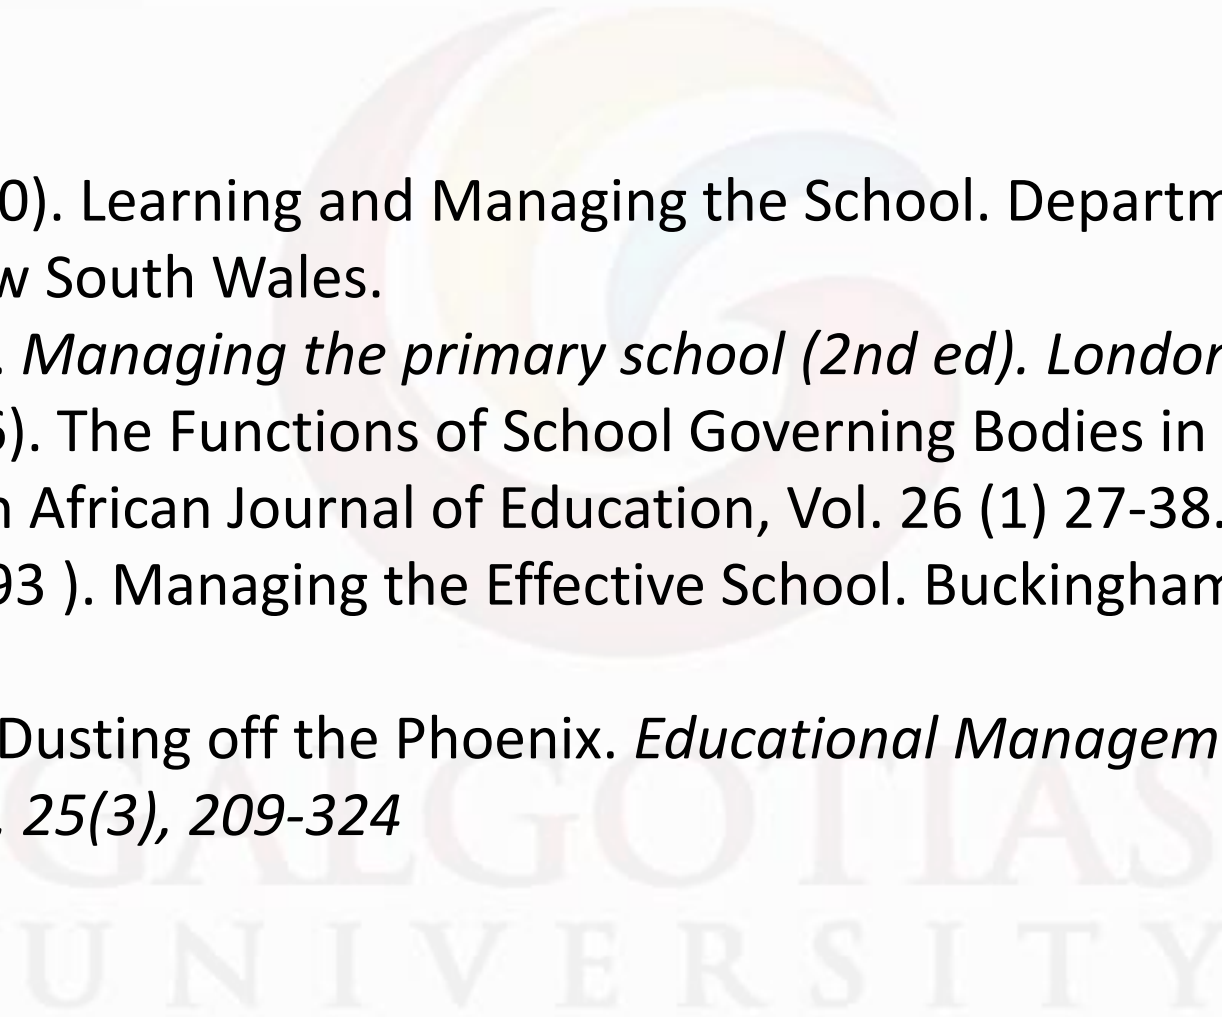 0). Learning and Managing the School. Departm
w South Wales.
. Managing the primary school (2nd ed). London
6). The Functions of School Governing Bodies in
n African Journal of Education, Vol. 26 (1) 27-38.
93 ). Managing the Effective School. Buckingham
Dusting off the Phoenix. Educational Managem
. 25(3), 209-324
GALGOTIAS
UNIVERSITY